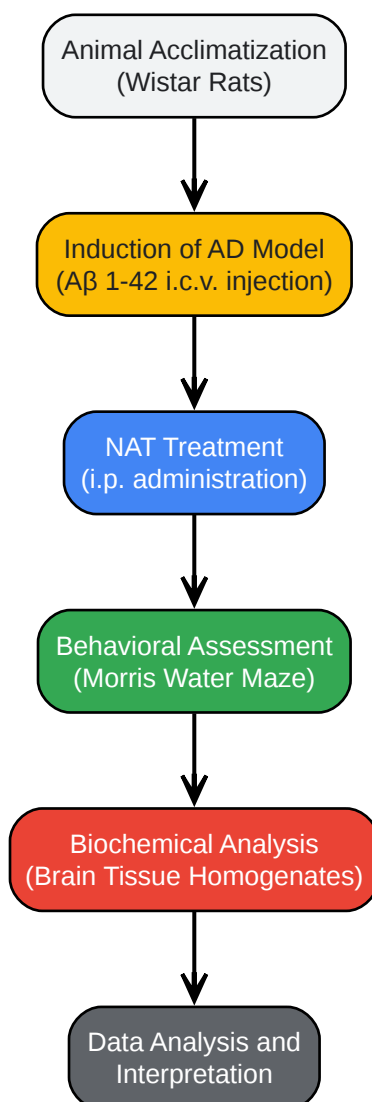 Animal Acclimatization
(Wistar Rats)
Induction of AD Model
(Aβ 1-42 i.c.v. injection)
NAT Treatment
(i.p. administration)
Behavioral Assessment
(Morris Water Maze)
Biochemical Analysis
(Brain Tissue Homogenates)
Data Analysis and
Interpretation